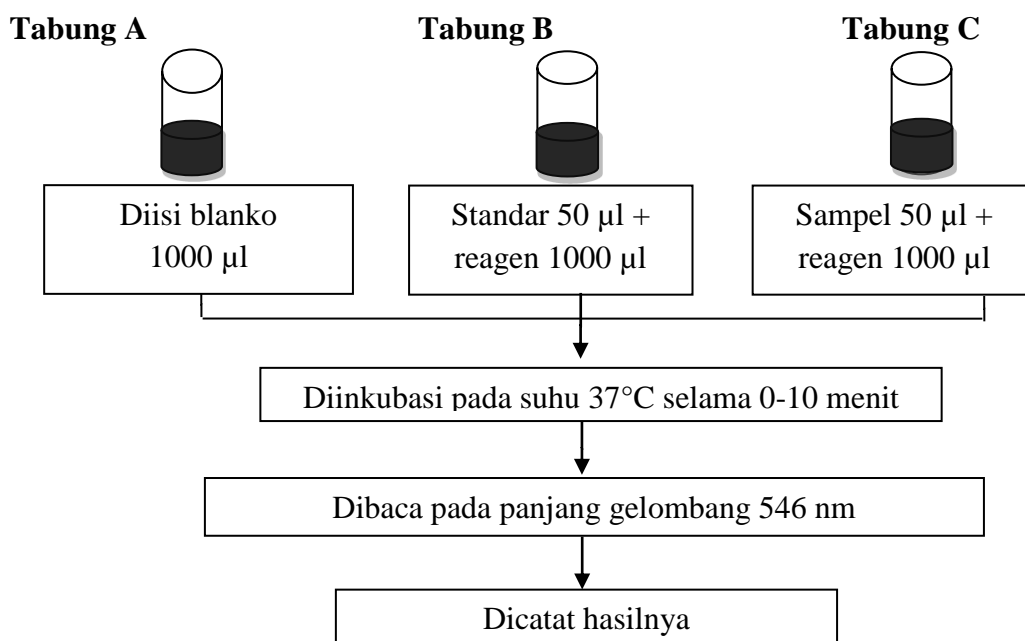 Tabung A
Tabung B
Tabung C
Diisi blanko
1000 µl
Standar 50 µl +
reagen 1000 µl
Sampel 50 µl +
reagen 1000 µl
Diinkubasi pada suhu 37°C selama 0-10 menit
Dibaca pada panjang gelombang 546 nm
Dicatat hasilnya